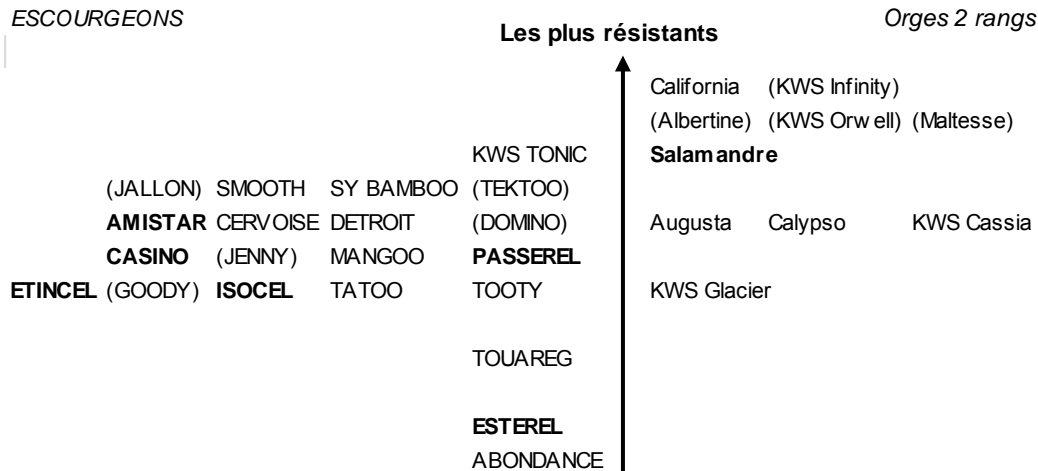 ESCOURGEONS Orges 2 rangs
Les plus résistants
California (KWS Infinity)
(Albertine) (KWS Orwell) (Maltesse)
KWS TONIC Salamandre
(JALLON) SMOOTH SY BAMBOO (TEKTOO)
AMISTAR CERVOISE DETROIT (DOMINO) Augusta Calypso KWS Cassia
CASINO (JENNY) MANGOO PASSEREL
ETINCEL (GOODY) ISOCEL TATOO TOOTY KWS Glacier
TOUAREG
ESTEREL
ABONDANCE